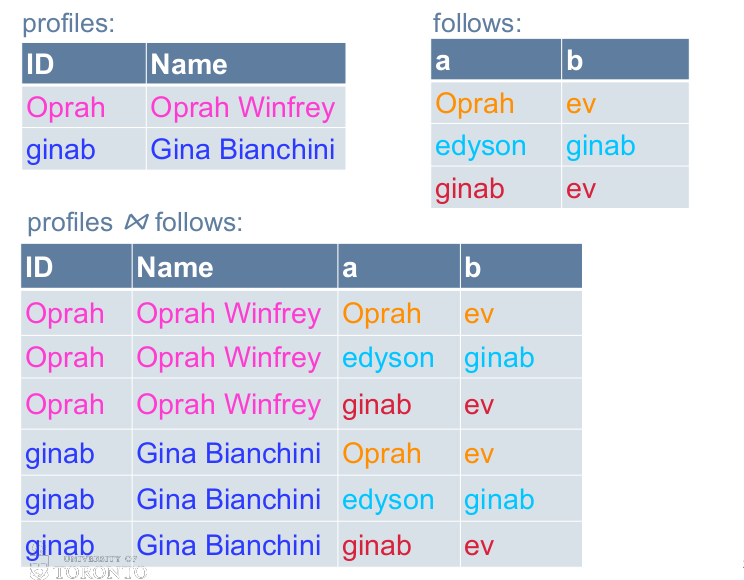 profiles:
follows:
ID Name
a b
Oprah Oprah Winfrey
Oprah ev
ginab Gina Bianchini
edyson ginab
ginab ev
profiles ⋈ follows:
ID Name a b
Oprah Oprah Winfrey Oprah ev
Oprah Oprah Winfrey edyson ginab
Oprah Oprah Winfrey ginab ev
ginab Gina Bianchini Oprah ev
ginab Gina Bianchini edyson ginab
ginab Gina Bianchini ginab ev
UNIVERSITY OF
TORONTO